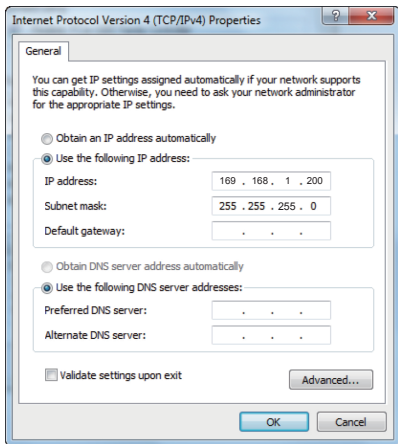 Internet Protocol Version 4 (TCP/IPv4) Properties
General
You can get IP settings assigned automatically if your network supports
this capability. Otherwise, you need to ask your network administrator
for the appropriate IP settings.
Obtain an IP address automatically
Use the following IP address:
IP address: 169 . 168 . 1 . 200
Subnet mask: 255 . 255 . 255 . 0
Default gateway: . . .
Obtain DNS server address automatically
Use the following DNS server addresses:
Preferred DNS server: . . .
Alternate DNS server: . . .
Validate settings upon exit
Advanced...
OK Cancel